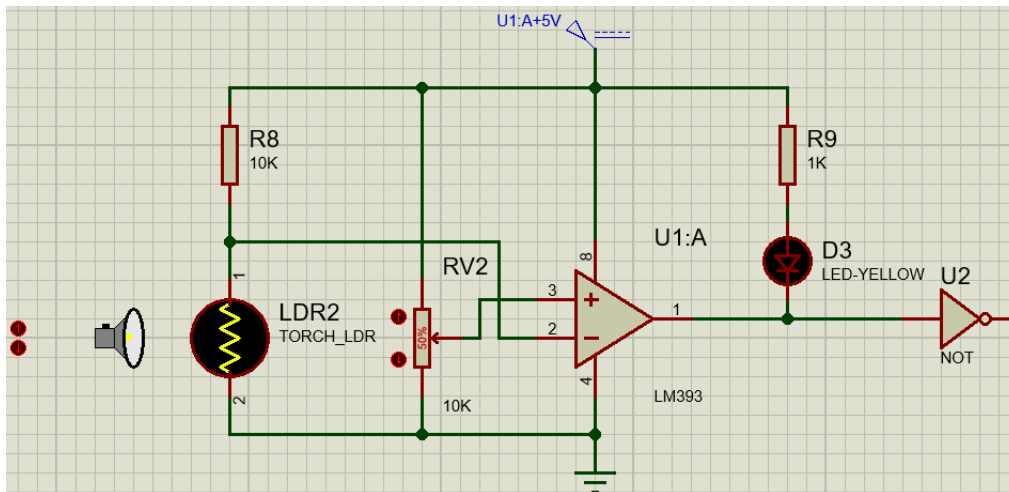 U1:A+5V
R8
10K
R9
1K
U1:A
8
D3
LED-YELLOW
RV2
U2
1
3
+
1
LDR2
TORCH_LDR
50%
2
−
NOT
4
LM393
2
10K